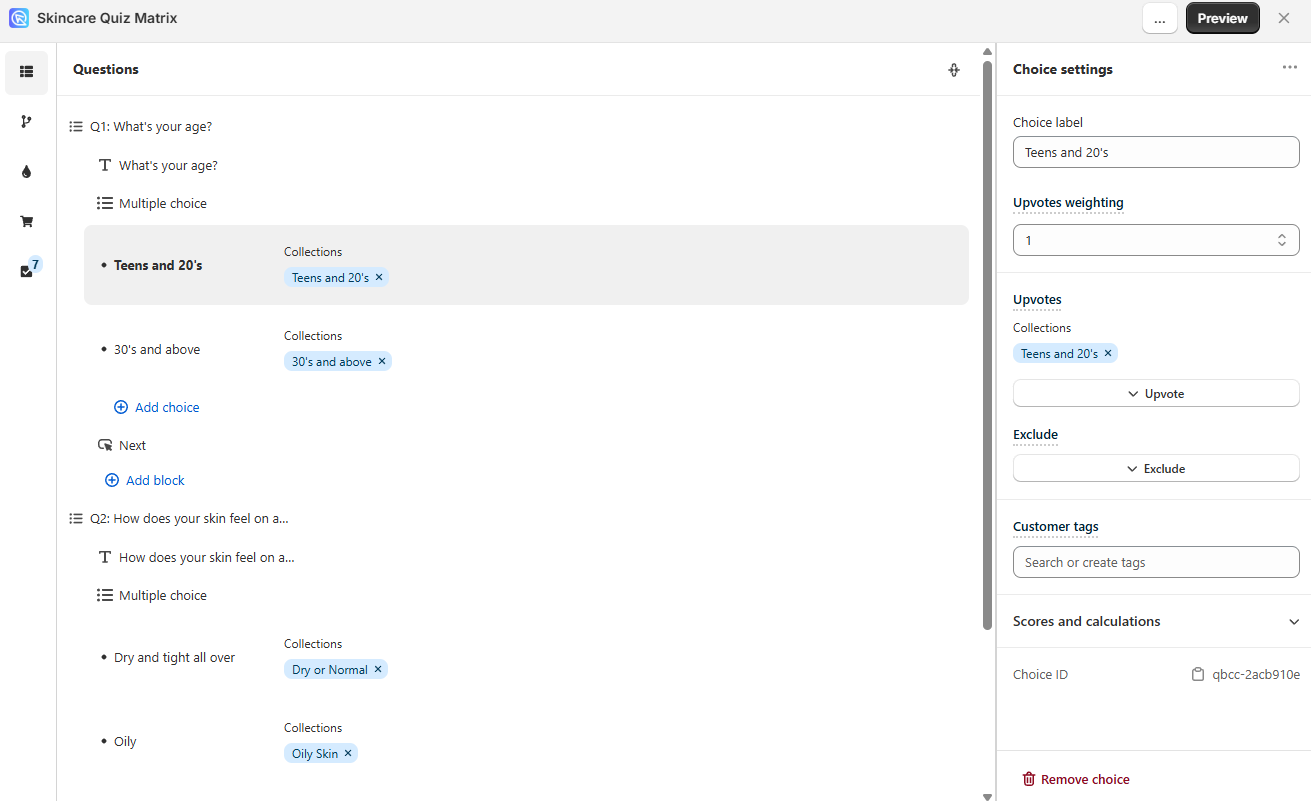 Skincare Quiz Matrix
...
Preview
7
Questions
Q1: What's your age?
What's your age?
Multiple choice
Teens and 20's
Collections
Teens and 20's
30's and above
Collections
30's and above
Add choice
Next
Add block
Q2: How does your skin feel on a...
How does your skin feel on a...
Multiple choice
Dry and tight all over
Collections
Dry or Normal
Oily
Collections
Oily Skin
Choice settings
Choice label
Teens and 20's
Upvotes weighting
1
Upvotes
Collections
Teens and 20's
Upvote
Exclude
Exclude
Customer tags
Search or create tags
Scores and calculations
Choice ID
qbcc-2acb910e
Remove choice